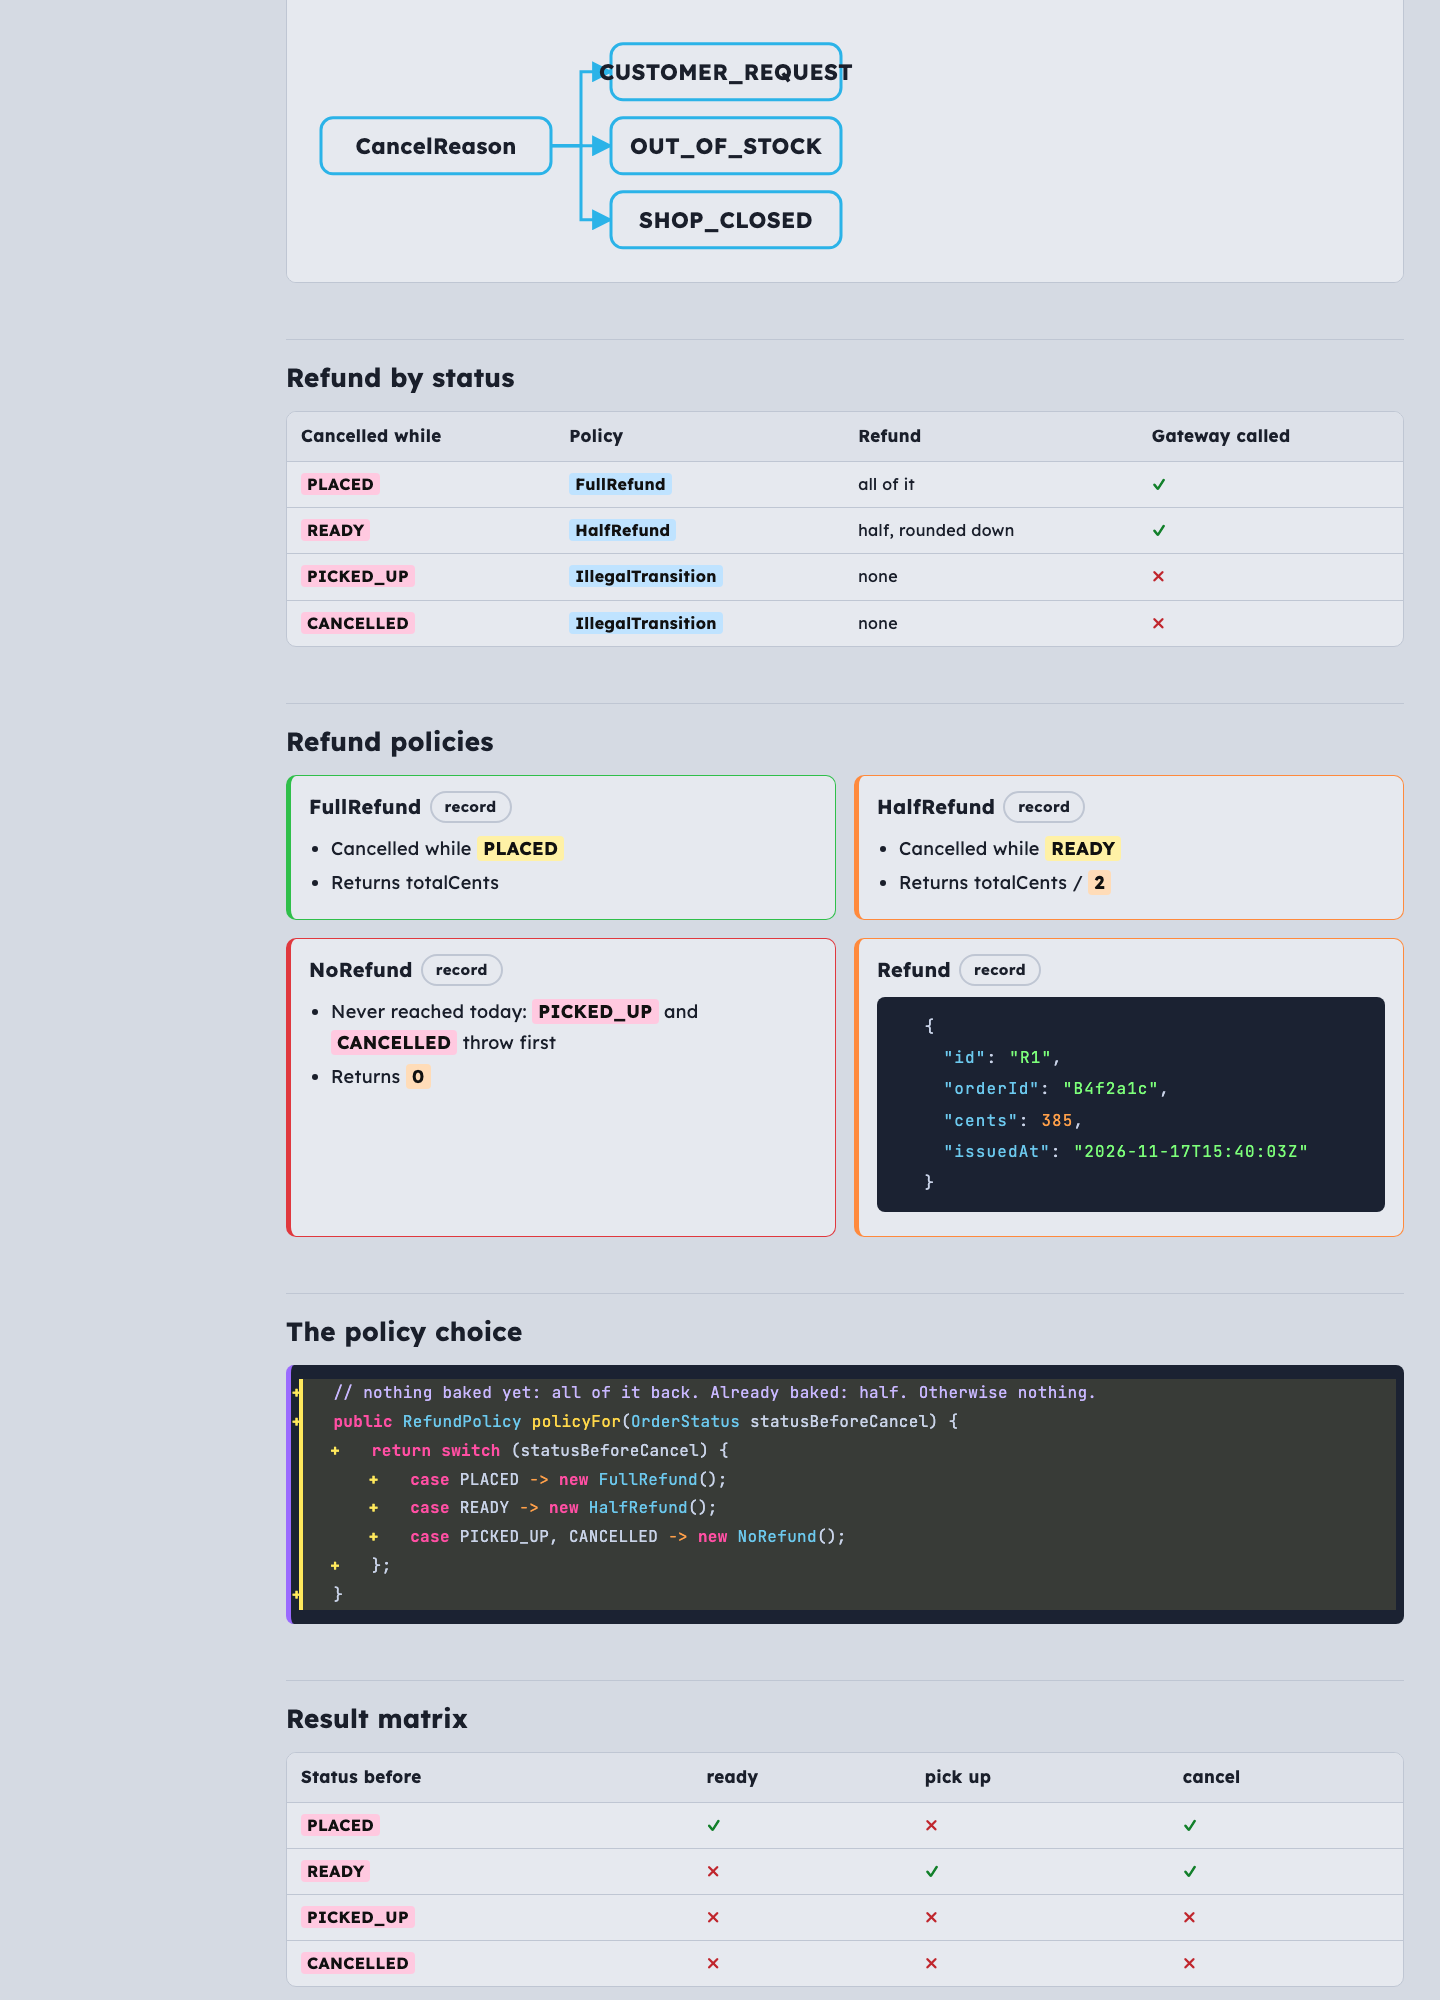 CUSTOMER_REQUEST
CancelReason
OUT_OF_STOCK
SHOP_CLOSED
Refund by status
Cancelled while Policy Refund Gateway called
PLACED FullRefund all of it ✓
READY HalfRefund half, rounded down ✓
PICKED_UP IllegalTransition none ✕
CANCELLED IllegalTransition none ✕
Refund policies
FullRefund record
• Cancelled while PLACED
• Returns totalCents
HalfRefund record
• Cancelled while READY
• Returns totalCents / 2
NoRefund record
• Never reached today: PICKED_UP and
CANCELLED throw first
• Returns 0
Refund record
{
"id": "R1",
"orderId": "B4f2a1c",
"cents": 385,
"issuedAt": "2026-11-17T15:40:03Z"
}
The policy choice
+ // nothing baked yet: all of it back. Already baked: half. Otherwise nothing.
+ public RefundPolicy policyFor(OrderStatus statusBeforeCancel) {
+ return switch (statusBeforeCancel) {
+ case PLACED -> new FullRefund();
+ case READY -> new HalfRefund();
+ case PICKED_UP, CANCELLED -> new NoRefund();
+ };
+ }
Result matrix
Status before ready pick up cancel
PLACED ✓ ✕ ✓
READY ✕ ✓ ✓
PICKED_UP ✕ ✕ ✕
CANCELLED ✕ ✕ ✕